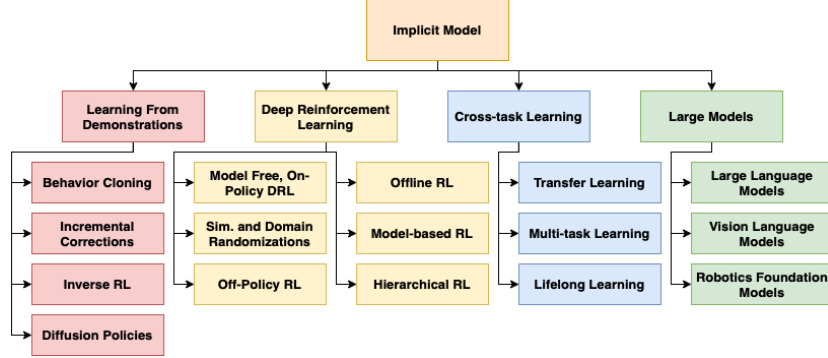 Implicit Model
Learning From
Demonstrations
Deep Reinforcement
Learning
Cross-task Learning
Large Models
Behavior Cloning
Incremental
Corrections
Inverse RL
Diffusion Policies
Model Free, On-
Policy DRL
Sim. and Domain
Randomizations
Off-Policy RL
Offline RL
Model-based RL
Hierarchical RL
Transfer Learning
Multi-task Learning
Lifelong Learning
Large Language
Models
Vision Language
Models
Robotics Foundation
Models